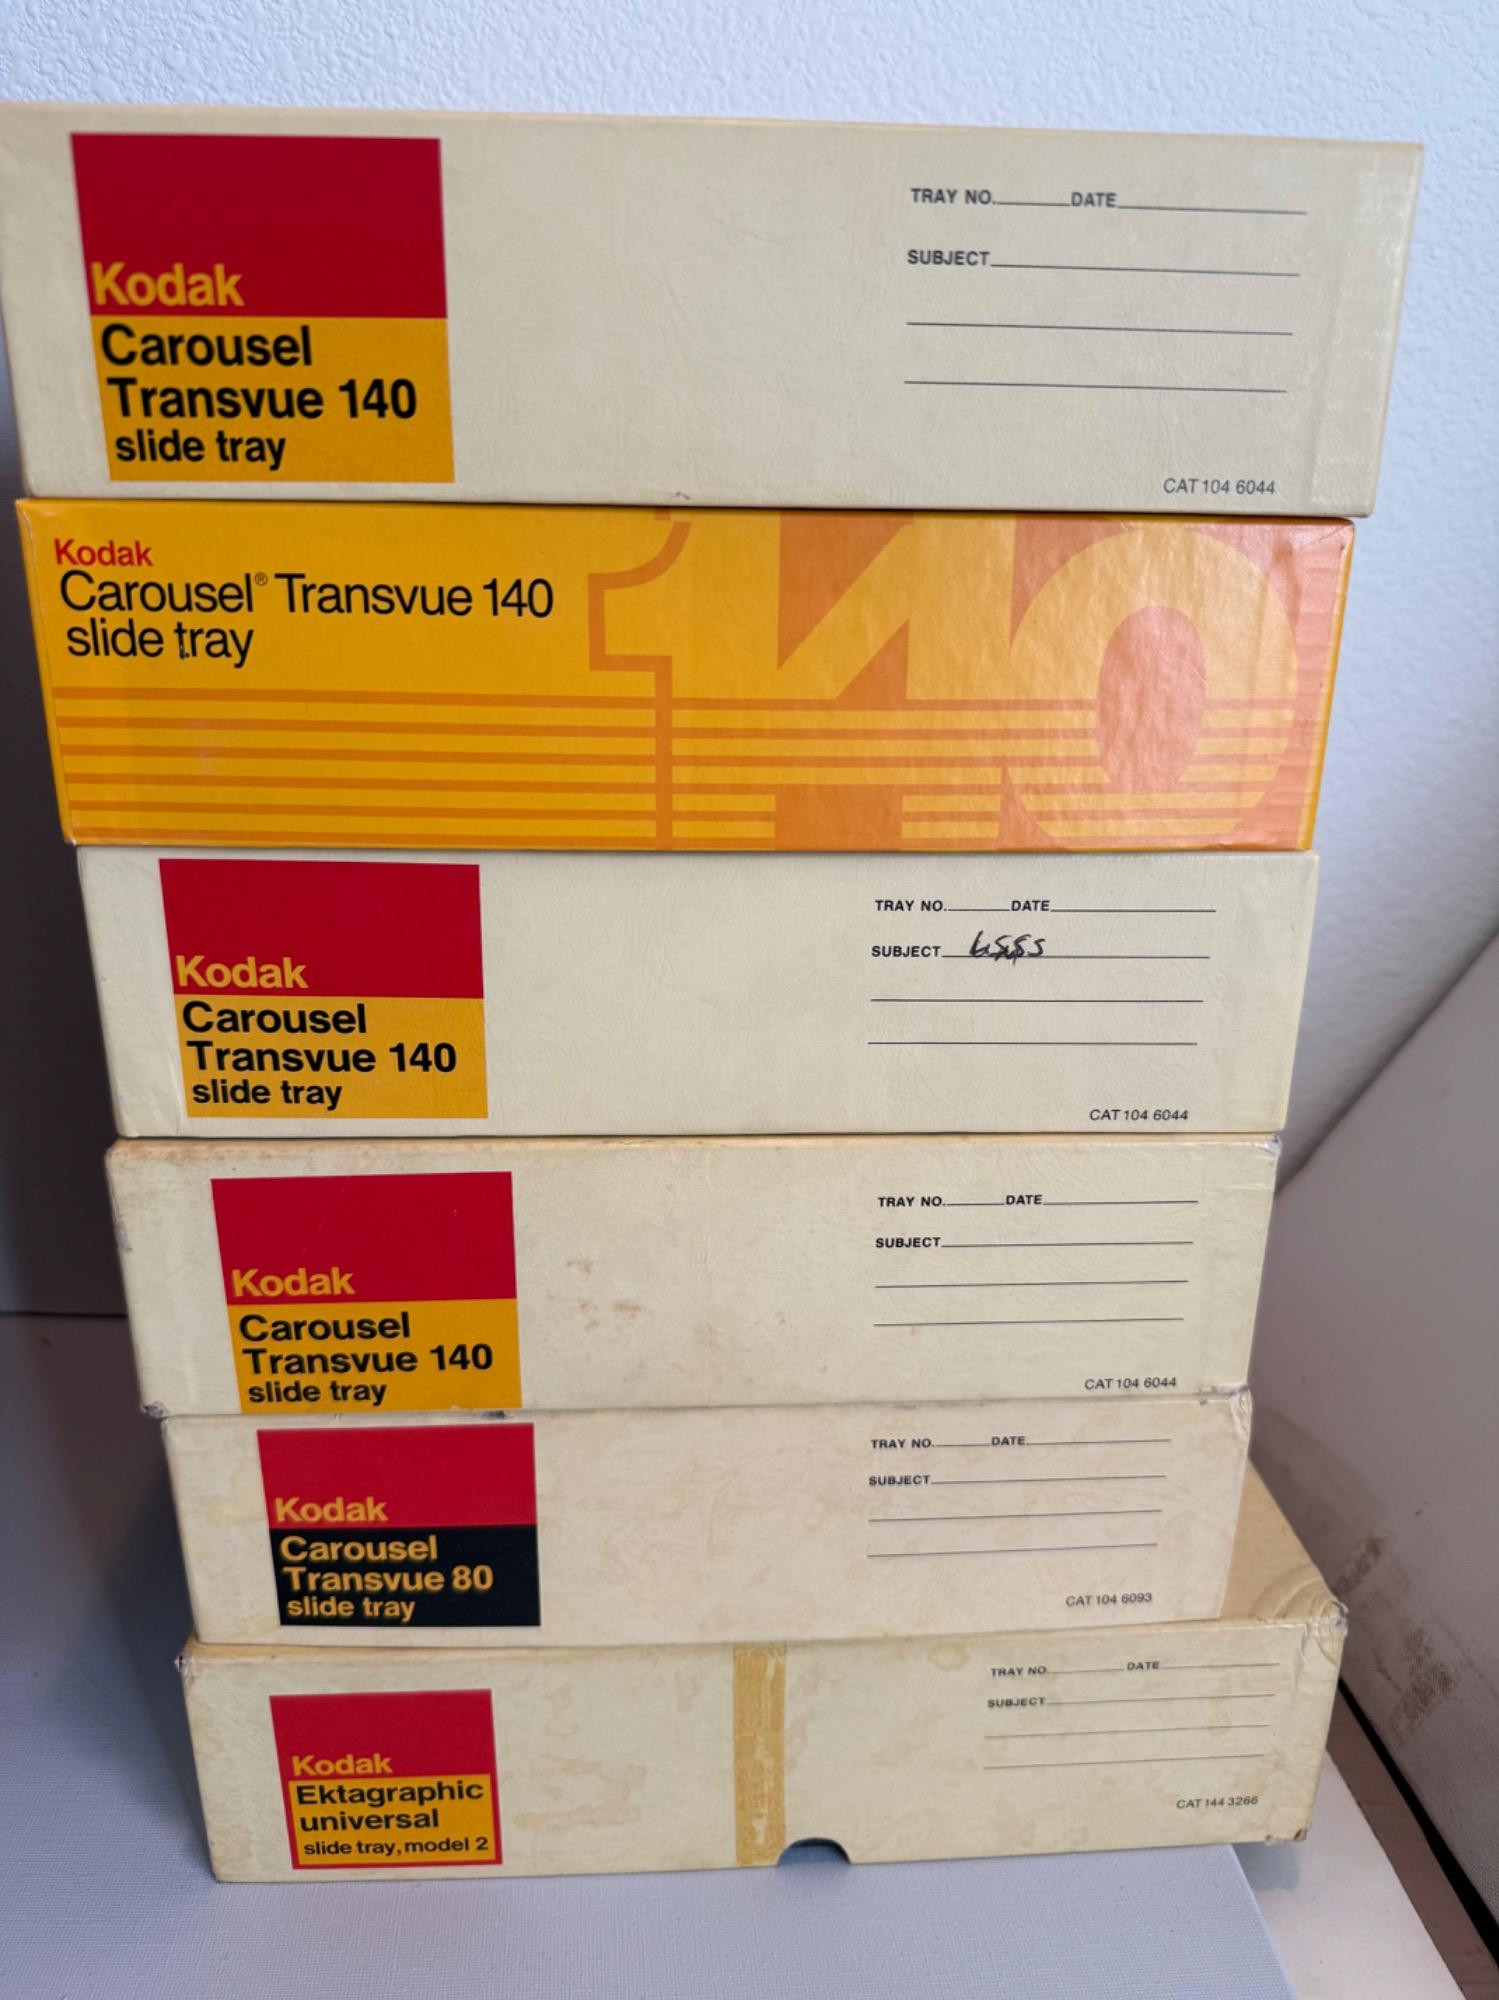 Kodak
Carousel
Transvue 140
slide tray
TRAY NO. DATE
SUBJECT
CAT 104 6044
Kodak
Carousel® Transvue 140
slide tray
140
Kodak
Carousel
Transvue 140
slide tray
TRAY NO. DATE
SUBJECT
CAT 104 6044
Kodak
Carousel
Transvue 140
slide tray
TRAY NO. DATE
SUBJECT
CAT 104 6044
Kodak
Carousel
Transvue 80
slide tray
TRAY NO. DATE
SUBJECT
CAT 104 6093
Kodak
Ektagraphic
universal
slide tray, model 2
TRAY NO. DATE
SUBJECT
CAT 144 3266